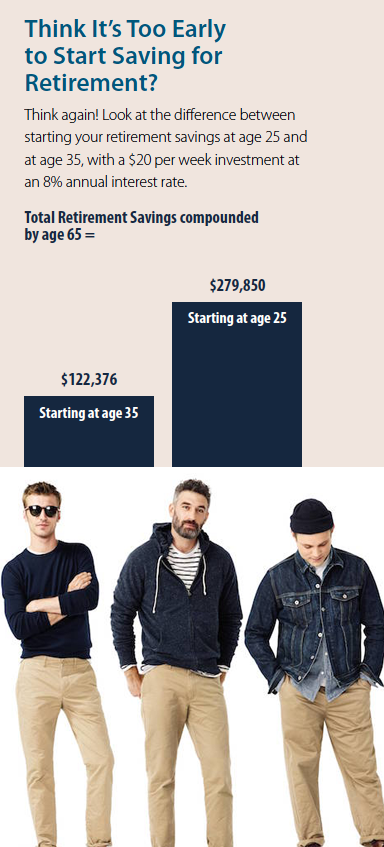 Think It’s Too Early
to Start Saving for
Retirement?
Think again! Look at the difference between
starting your retirement savings at age 25 and
at age 35, with a $20 per week investment at
an 8% annual interest rate.
Total Retirement Savings compounded
by age 65 =
$279,850
Starting at age 25
$122,376
Starting at age 35